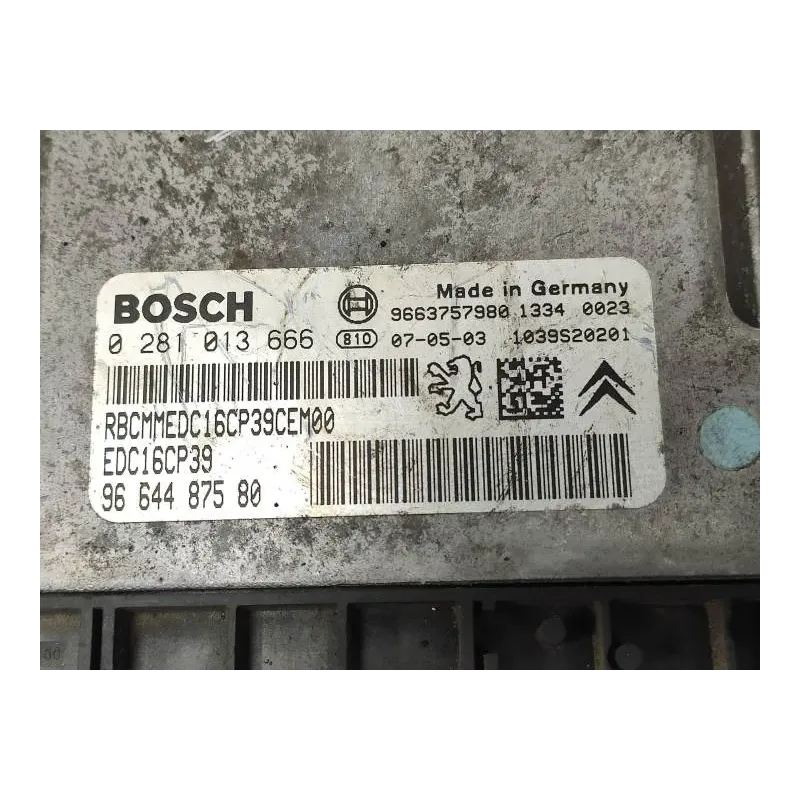 BOSCH
Made in Germany
9663757980 1334 0023
0 281 013 666
810
07-05-03 1039S20201
RBCMMEDC16CP39CEM00
EDC16CP39
96 644 875 80